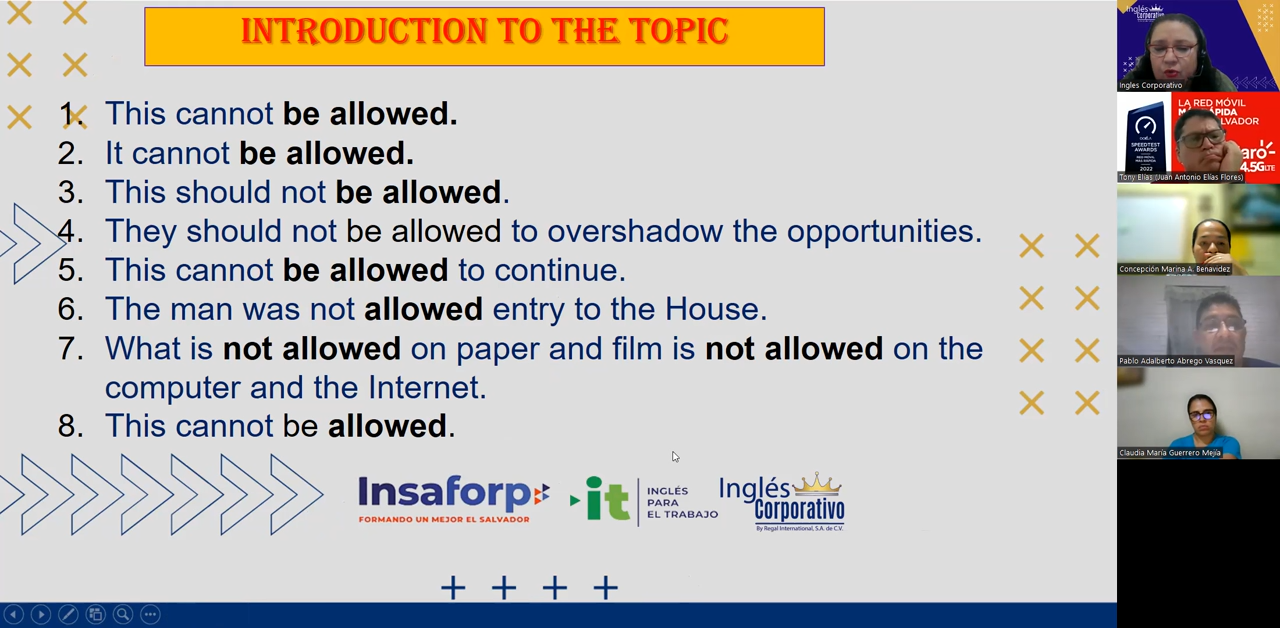 INTRODUCTION TO THE TOPIC
1. This cannot be allowed.
2. It cannot be allowed.
3. This should not be allowed.
4. They should not be allowed to overshadow the opportunities.
5. This cannot be allowed to continue.
6. The man was not allowed entry to the House.
7. What is not allowed on paper and film is not allowed on the
computer and the Internet.
8. This cannot be allowed.
Insaforp
FORMANDO UN MEJOR EL SALVADOR
it
INGLÉS
PARA
EL TRABAJO
Inglés
Corporativo
By Regal International, S.A. de C.V.
Inglés
Corporativo
Ingles Corporativo
SPEEDTEST
AWARDS
2022
LA RED MÓVIL
4.5G LTE
Tony Elias (Juan Antonio Elías Flores)
Concepción Marina A. Benavidez
Pablo Adalberto Abrego Vasquez
Claudia María Guerrero Mejía